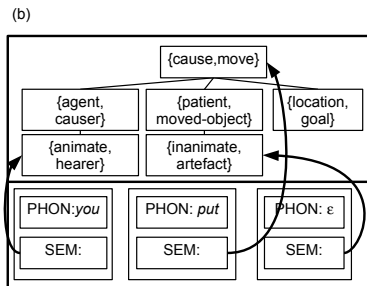 (b)
{cause,move}
{agent, {patient, {location,
causer} moved-object} goal}
{animate, {inanimate,
hearer} artefact}
PHON:you PHON: put PHON: ε
SEM: SEM: SEM: